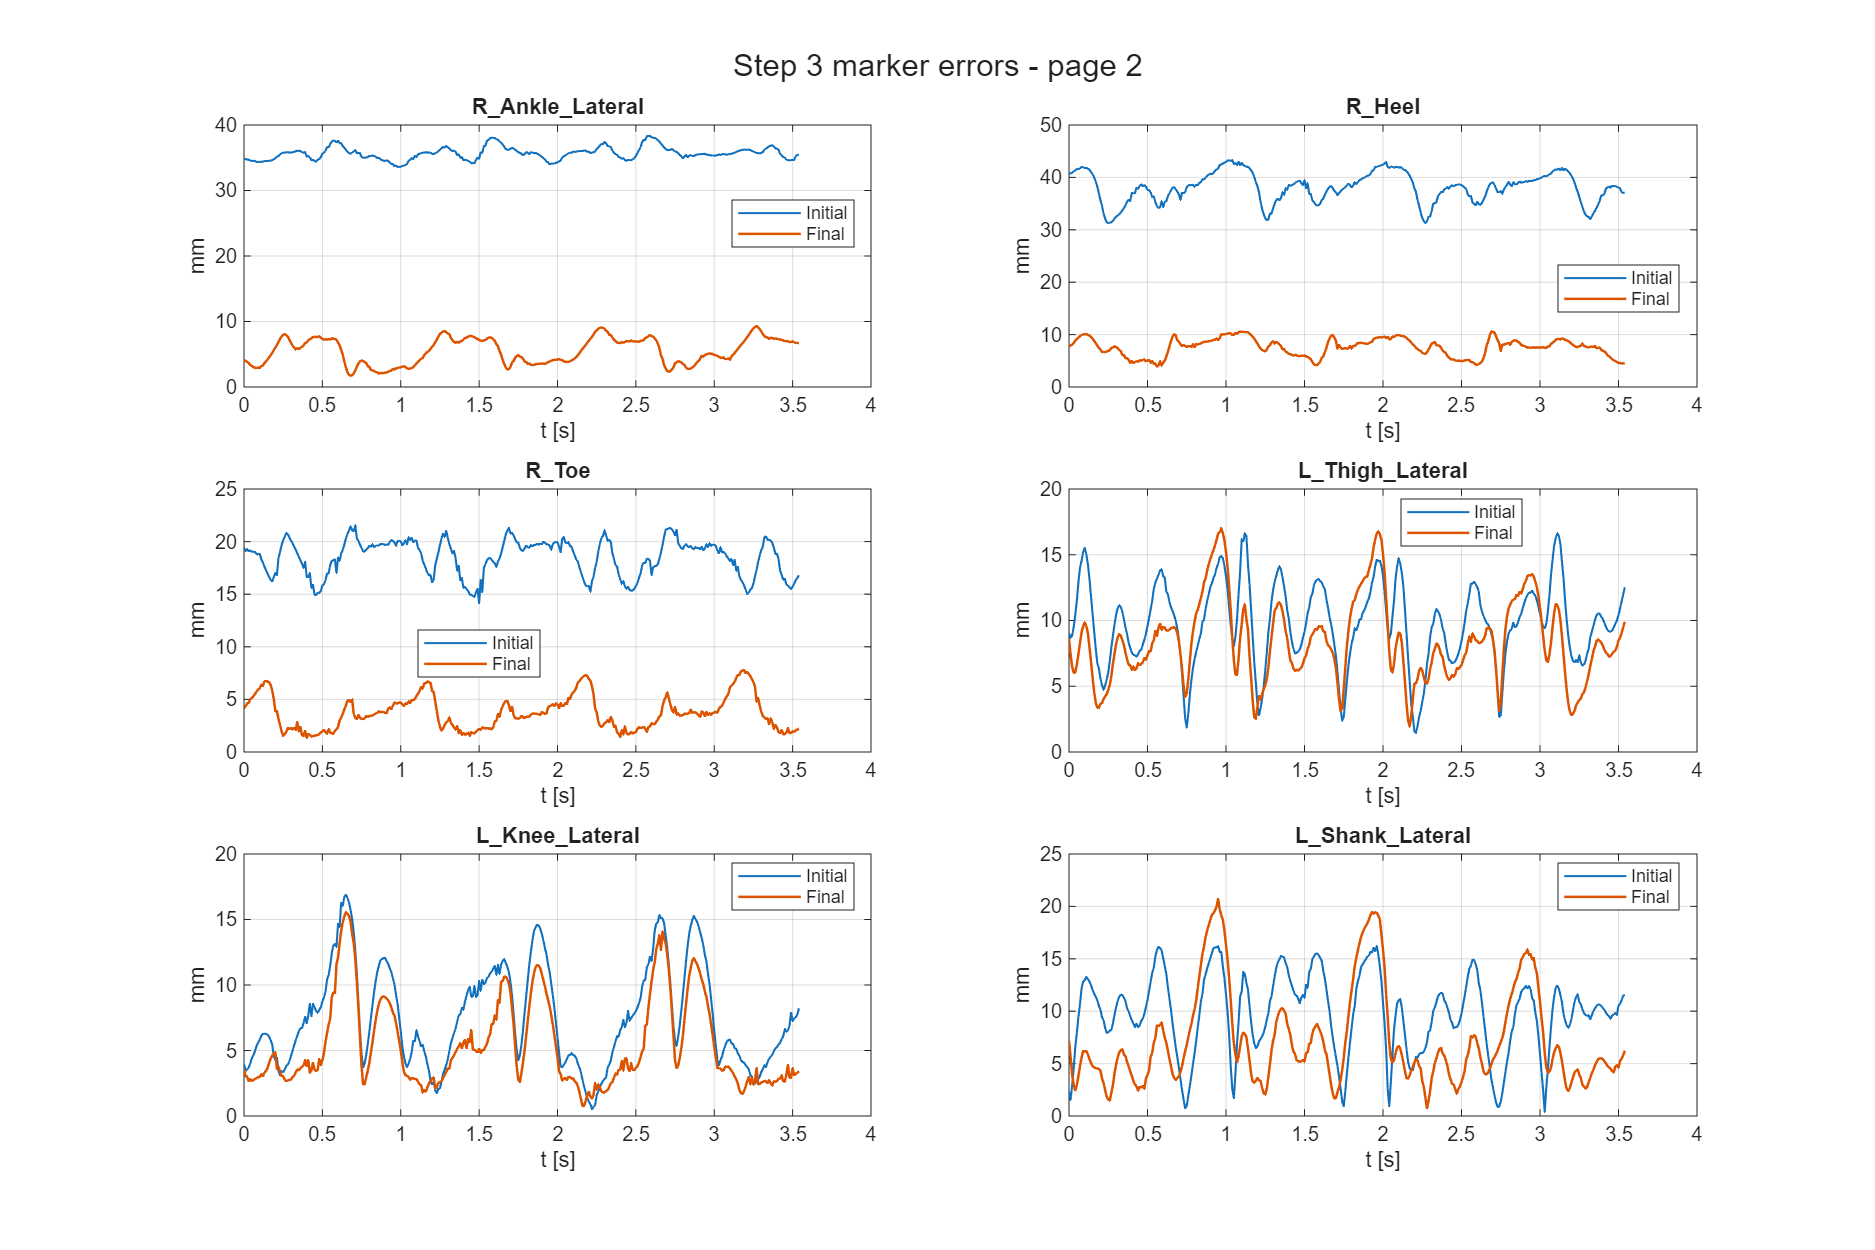 Step 3 marker errors - page 2
R_Ankle_Lateral
40
30
20
10
0
mm
Initial
Final
0 0.5 1 1.5 2 2.5 3 3.5 4
t [s]
R_Heel
50
40
30
20
10
0
mm
Initial
Final
0 0.5 1 1.5 2 2.5 3 3.5 4
t [s]
R_Toe
25
20
15
10
5
0
mm
Initial
Final
0 0.5 1 1.5 2 2.5 3 3.5 4
t [s]
L_Thigh_Lateral
20
15
10
5
0
mm
Initial
Final
0 0.5 1 1.5 2 2.5 3 3.5 4
t [s]
L_Knee_Lateral
20
15
10
5
0
mm
Initial
Final
0 0.5 1 1.5 2 2.5 3 3.5 4
t [s]
L_Shank_Lateral
25
20
15
10
5
0
mm
Initial
Final
0 0.5 1 1.5 2 2.5 3 3.5 4
t [s]